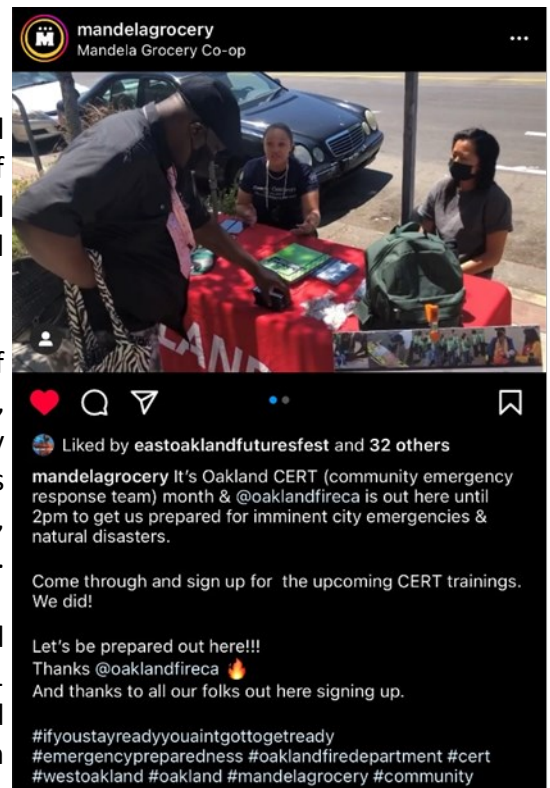 mandelagrocery
Mandela Grocery Co-op
LAND
Liked by eastoaklandfuturesfest and 32 others
mandelagrocery It's Oakland CERT (community emergency
response team) month & @oaklandfireca is out here until
2pm to get us prepared for imminent city emergencies &
natural disasters.
Come through and sign up for the upcoming CERT trainings.
We did!
Let's be prepared out here!!!
Thanks @oaklandfireca 🔥
And thanks to all our folks out here signing up.
#ifyoustayreadyyouaintgottogetready
#emergencypreparedness #oaklandfiredepartment #cert
#westoakland #oakland #mandelagrocery #community